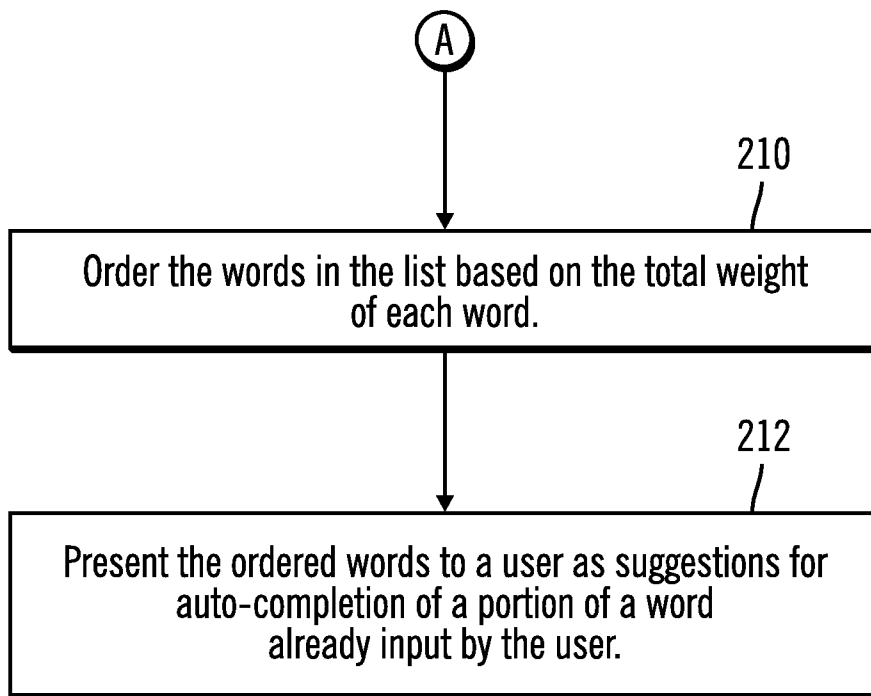 A
210
Order the words in the list based on the total weight
of each word.
212
Present the ordered words to a user as suggestions for
auto-completion of a portion of a word
already input by the user.